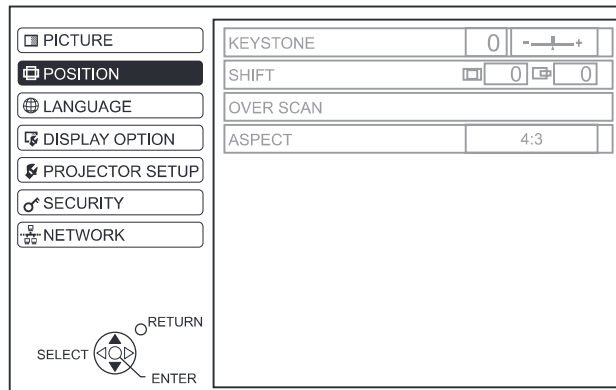 PICTURE
POSITION
LANGUAGE
DISPLAY OPTION
PROJECTOR SETUP
SECURITY
NETWORK
RETURN
SELECT
ENTER
KEYSTONE 0 - +
SHIFT 0 0
OVER SCAN
ASPECT 4:3